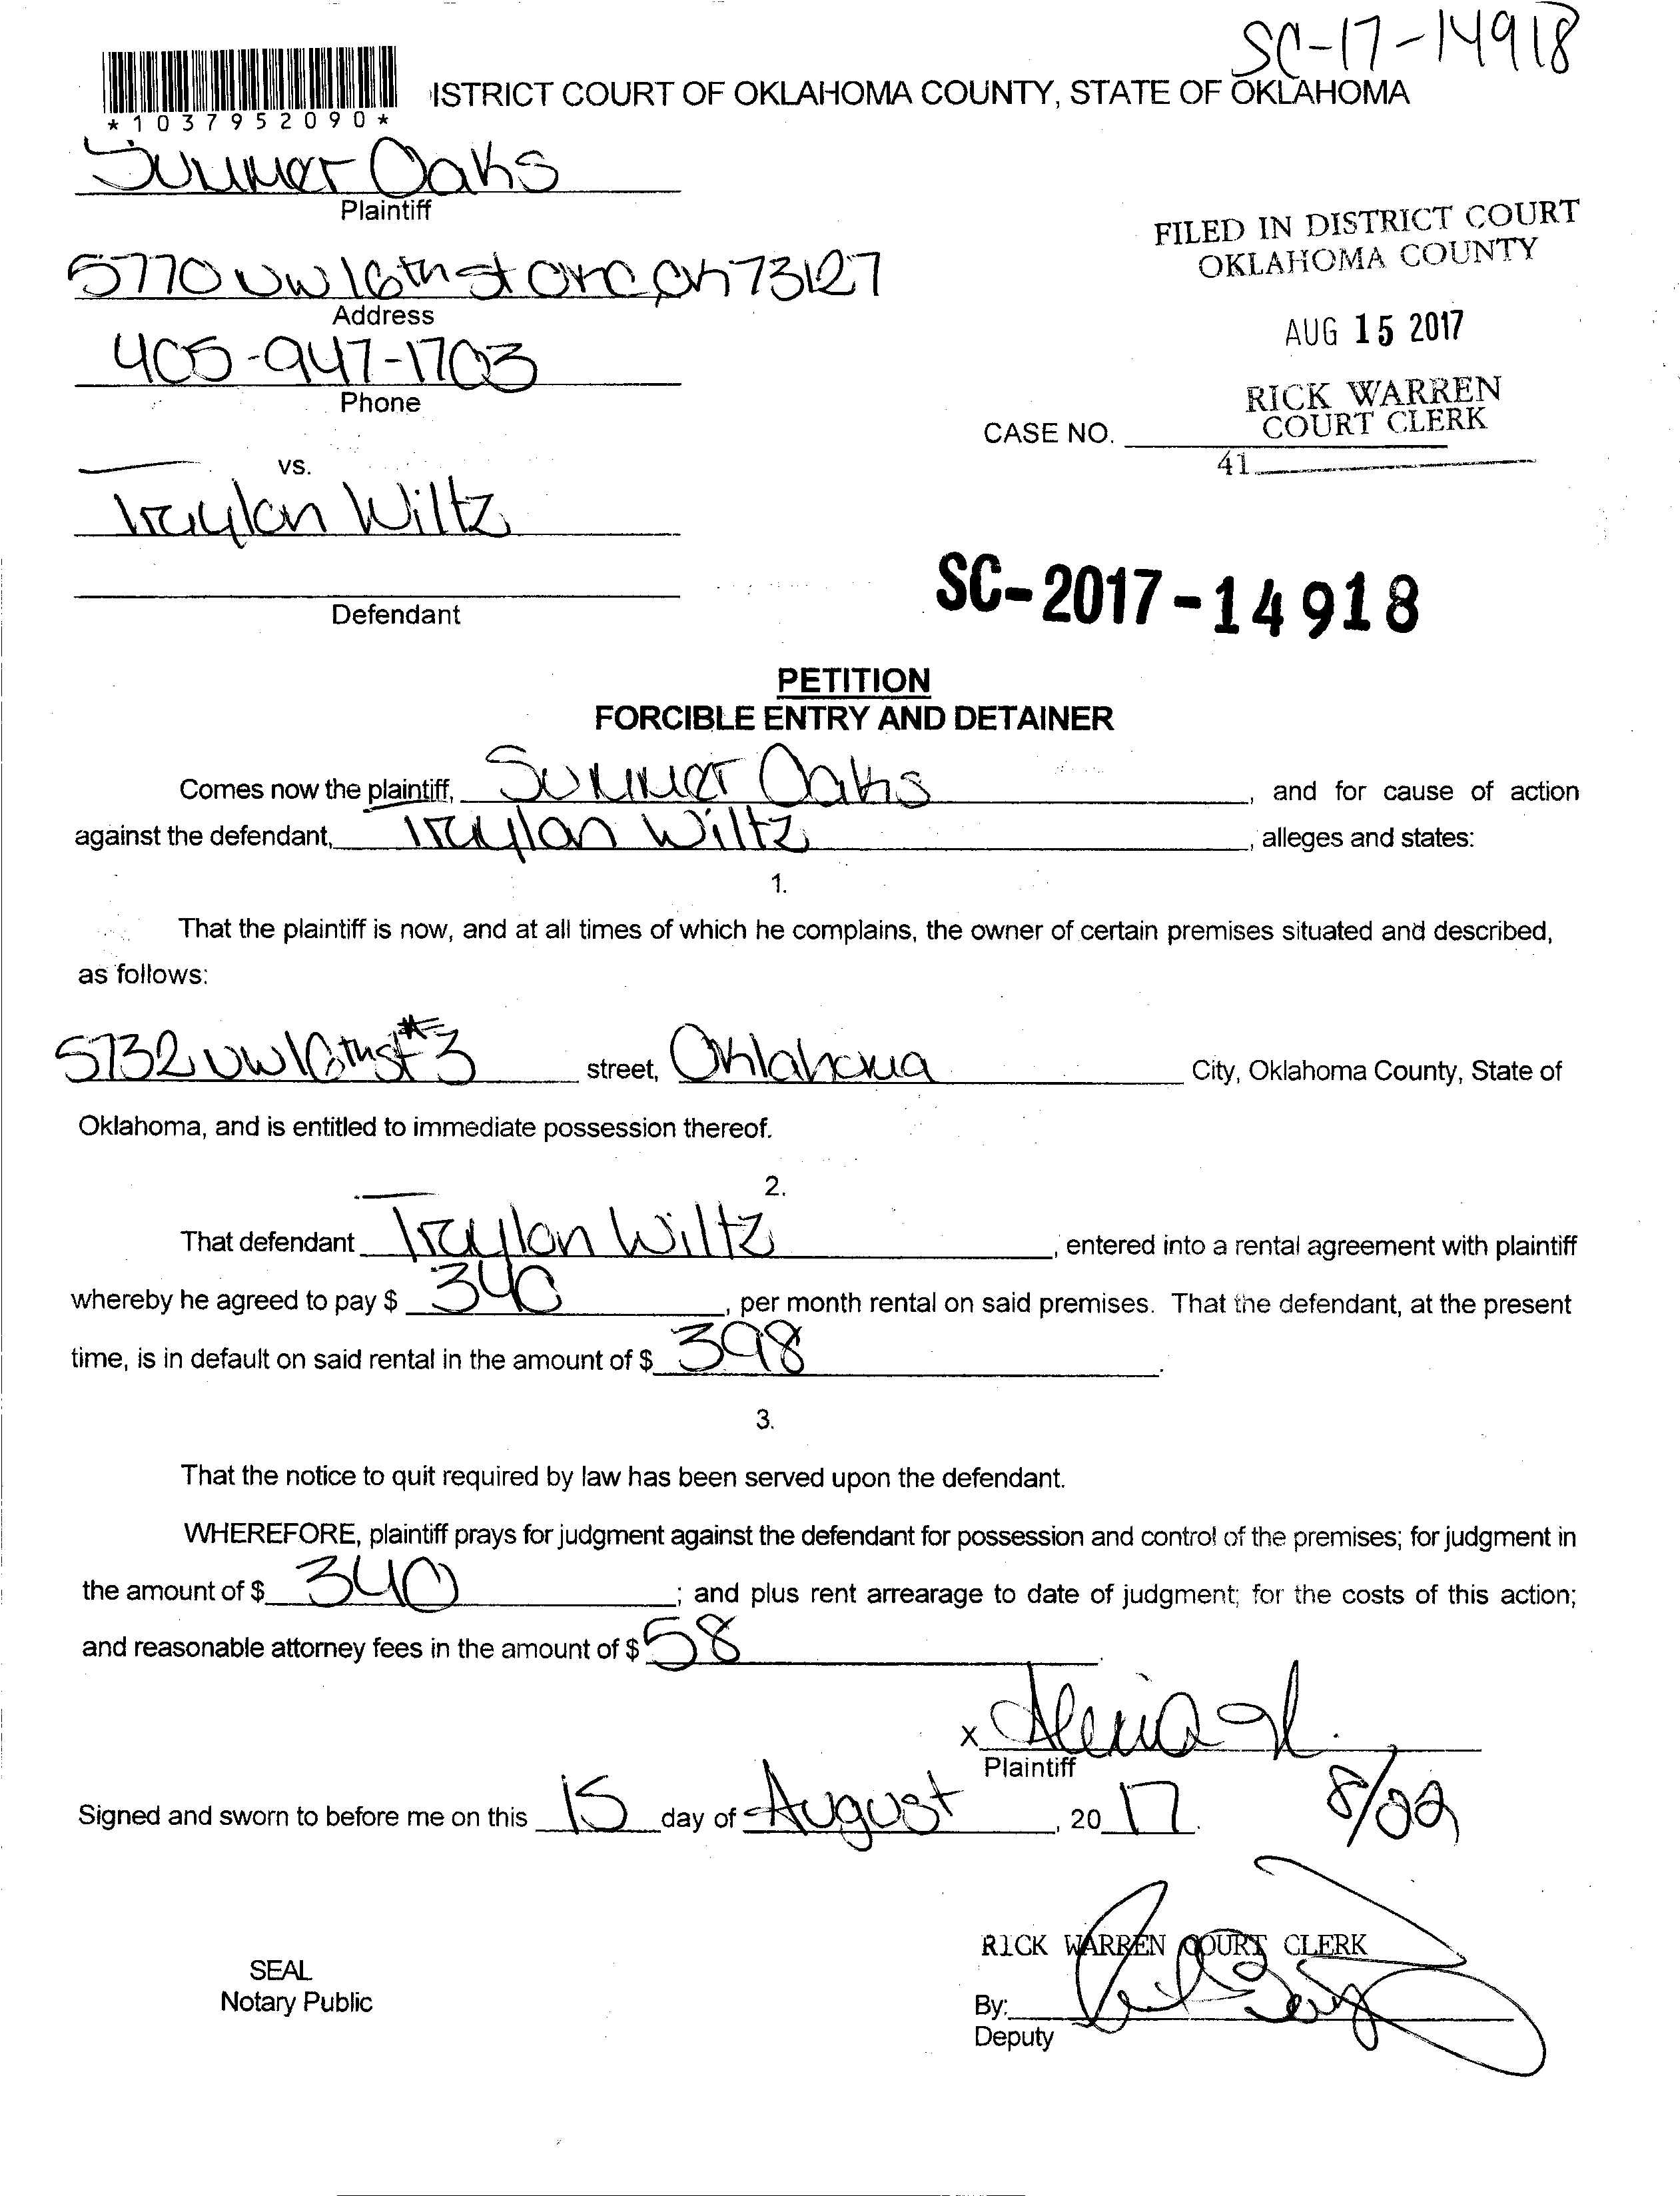 SC-17-14918
ISTRICT COURT OF OKLAHOMA COUNTY, STATE OF OKLAHOMA
*1037952090*
Summer Oaks
Plaintiff
5770 NW 16th st OKC OK 73127
Address
405-947-1703
Phone
FILED IN DISTRICT COURT
OKLAHOMA COUNTY
AUG 15 2017
RICK WARREN
COURT CLERK
CASE NO.
41
vs.
Traylon Wiltz
Defendant
SC-2017-14918
PETITION
FORCIBLE ENTRY AND DETAINER
Comes now the plaintiff, Summer Oaks, and for cause of action
against the defendant, Traylon Wiltz, alleges and states:
1.
That the plaintiff is now, and at all times of which he complains, the owner of certain premises situated and described,
as follows:
5732 NW 16th st #3 street, Oklahoma City, Oklahoma County, State of
Oklahoma, and is entitled to immediate possession thereof.
2.
That defendant Traylon Wiltz, entered into a rental agreement with plaintiff
whereby he agreed to pay $ 340, per month rental on said premises. That the defendant, at the present
time, is in default on said rental in the amount of $ 398.
3.
That the notice to quit required by law has been served upon the defendant.
WHEREFORE, plaintiff prays for judgment against the defendant for possession and control of the premises; for judgment in
the amount of $ 340; and plus rent arrearage to date of judgment; for the costs of this action;
and reasonable attorney fees in the amount of $ 58.
X
Plaintiff
8/22
Signed and sworn to before me on this 15 day of August, 20 17.
RICK WARREN COURT CLERK
SEAL
Notary Public
By:
Deputy